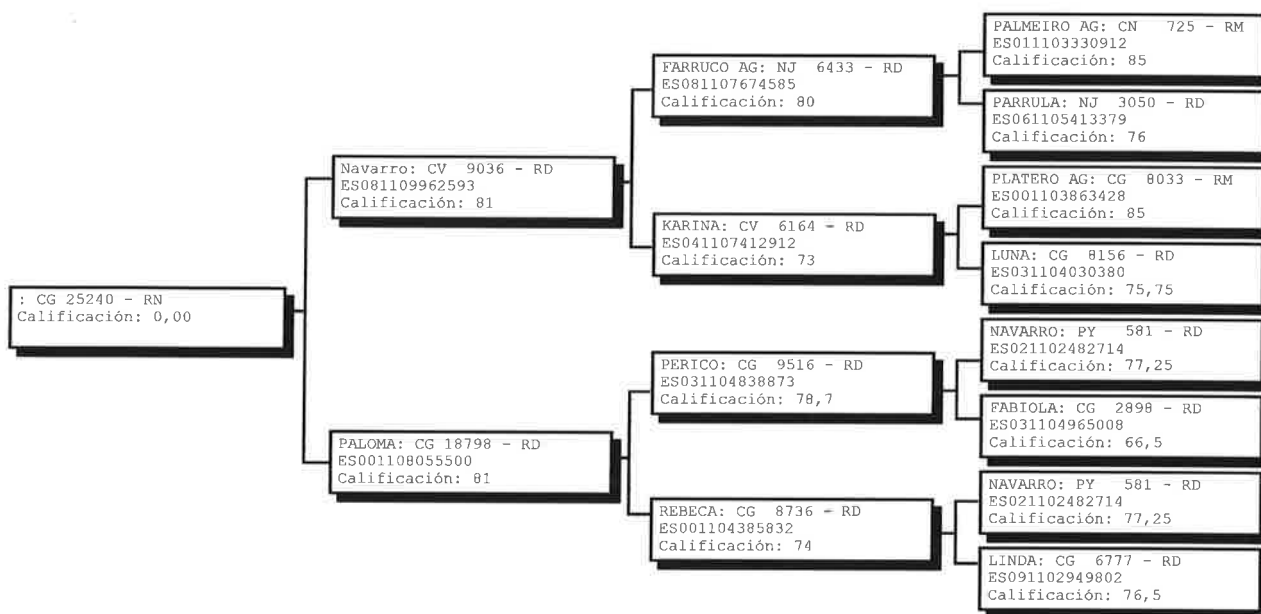 : CG 25240 - RN
Calificación: 0,00
Navarro: CV 9036 - RD
ES081109962593
Calificación: 81
PALOMA: CG 18798 - RD
ES001108055500
Calificación: 81
FARRUCO AG: NJ 6433 - RD
ES081107674585
Calificación: 80
KARINA: CV 6164 - RD
ES041107412912
Calificación: 73
PERICO: CG 9516 - RD
ES031104838873
Calificación: 78,7
REBECA: CG 8736 - RD
ES001104385832
Calificación: 74
PALMEIRO AG: CN 725 - RM
ES011103330912
Calificación: 85
PARRULA: NJ 3050 - RD
ES061105413379
Calificación: 76
PLATERO AG: CG 8033 - RM
ES001103863428
Calificación: 85
LUNA: CG 8156 - RD
ES031104030380
Calificación: 75,75
NAVARRO: PY 581 - RD
ES021102482714
Calificación: 77,25
FABIOLA: CG 2898 - RD
ES031104965008
Calificación: 66,5
NAVARRO: PY 581 - RD
ES021102482714
Calificación: 77,25
LINDA: CG 6777 - RD
ES091102949802
Calificación: 76,5